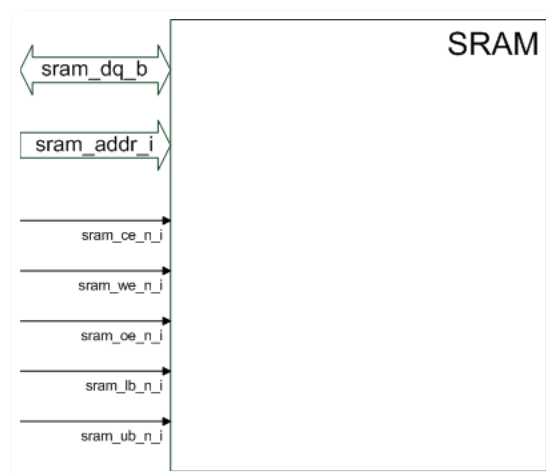 SRAM
sram_dq_b
sram_addr_i
sram_ce_n_i
sram_we_n_i
sram_oe_n_i
sram_lb_n_i
sram_ub_n_i